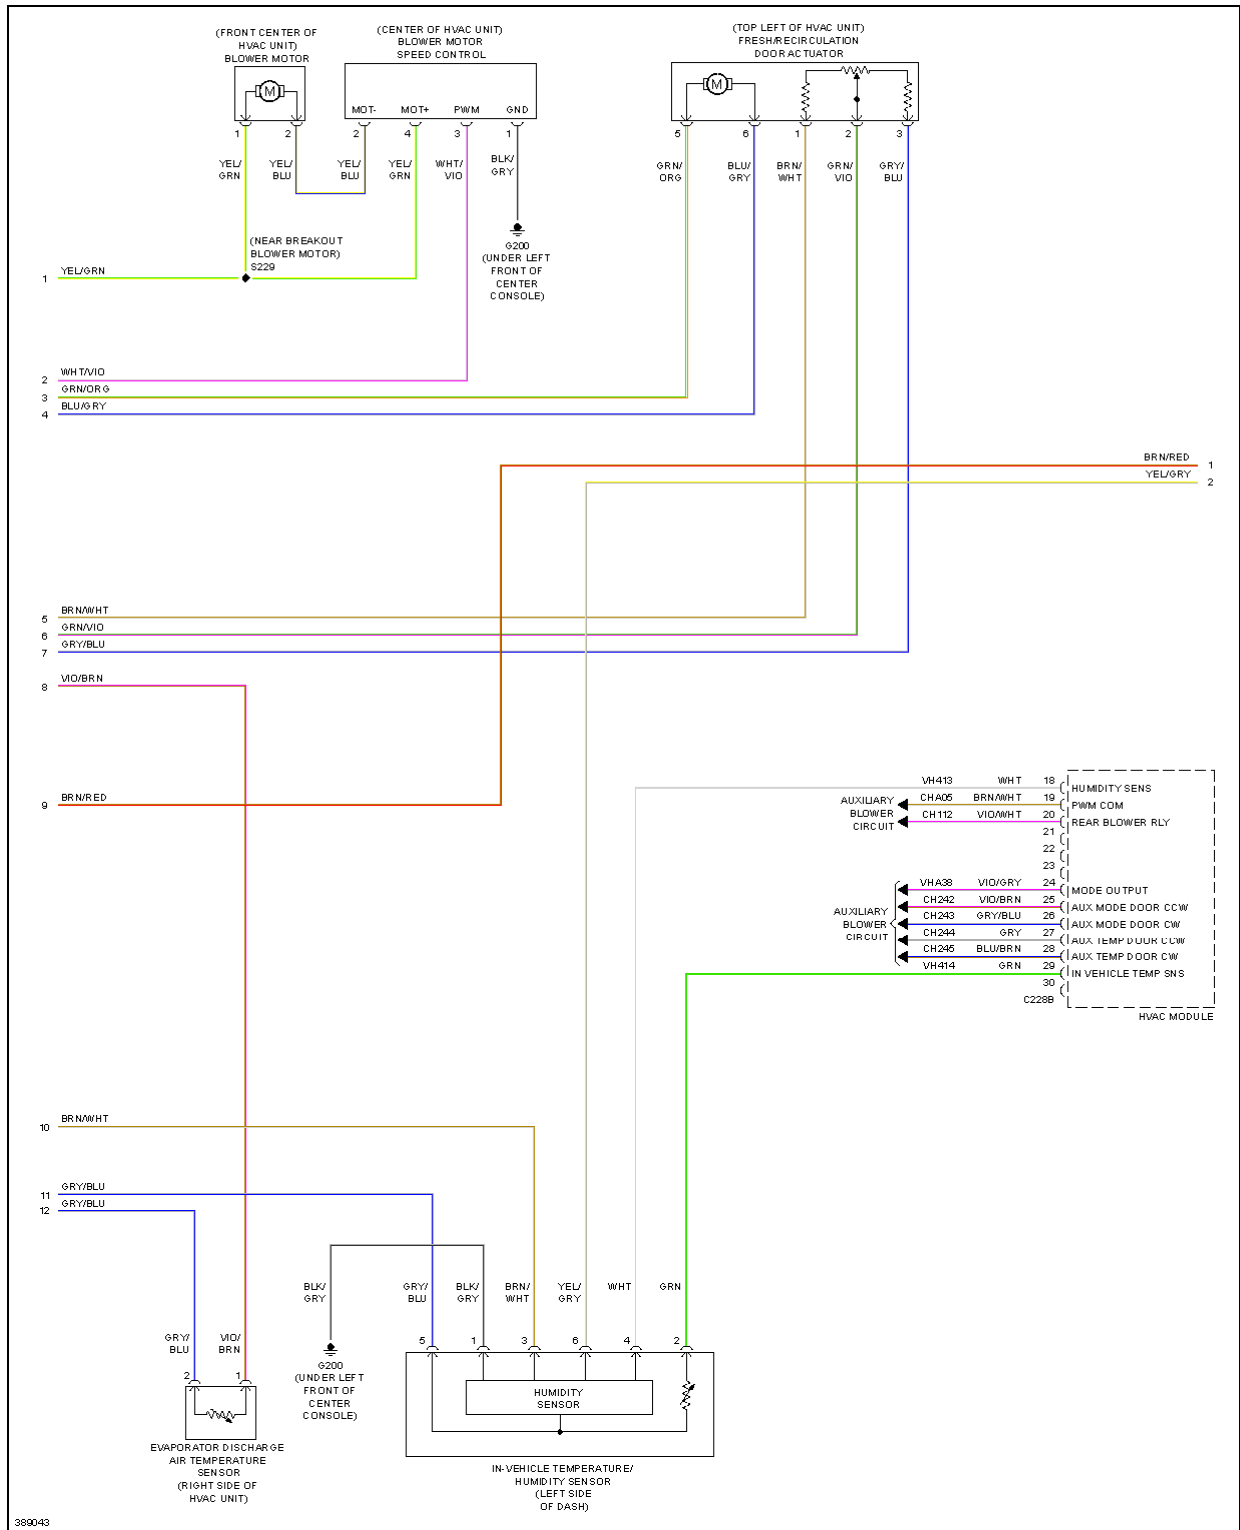 (FRONT CENTER OF
HVAC UNIT)
BLOWER MOTOR
(CENTER OF HVAC UNIT)
BLOWER MOTOR
SPEED CONTROL
(TOP LEFT OF HVAC UNIT)
FRESH/RECIRCULATION
DOOR ACTUATOR
M
MOT- MOT+ PWM GND
M
1 2 2 4 3 1 5 6 1 2 3
YEL/
GRN
YEL/
BLU
YEL/
BLU
YEL/
GRN
WHT/
VIO
BLK/
GRY
GRN/
ORG
BLU/
GRY
BRN/
WHT
GRN/
VIO
GRY/
BLU
(NEAR BREAKOUT
BLOWER MOTOR)
S229
G200
(UNDER LEFT
FRONT OF
CENTER
CONSOLE)
1 YEL/GRN
2 WHT/VIO
3 GRN/ORG
4 BLU/GRY
BRN/RED 1
YEL/GRY 2
5 BRN/WHT
6 GRN/VIO
7 GRY/BLU
8 VIO/BRN
9 BRN/RED
VH413 WHT 18 HUMIDITY SENS
CHA05 BRN/WHT 19 PWM COM
CH112 VIO/WHT 20 REAR BLOWER RLY
AUXILIARY
BLOWER
CIRCUIT
21
22
23
VHA38 VIO/GRY 24 MODE OUTPUT
CH242 VIO/BRN 25 AUX MODE DOOR CCW
CH243 GRY/BLU 26 AUX MODE DOOR CW
CH244 GRY 27 AUX TEMP DOOR CCW
CH245 BLU/BRN 28 AUX TEMP DOOR CW
VH414 GRN 29 IN VEHICLE TEMP SNS
30
AUXILIARY
BLOWER
CIRCUIT
C228B
HVAC MODULE
10 BRN/WHT
11 GRY/BLU
12 GRY/BLU
BLK/
GRY
GRY/
BLU
BLK/
GRY
BRN/
WHT
YEL/
GRY
WHT
GRN
GRY/
BLU
VIO/
BRN
5 1 3 6 4 2
2 1
G200
(UNDER LEFT
FRONT OF
CENTER
CONSOLE)
HUMIDITY
SENSOR
EVAPORATOR DISCHARGE
AIR TEMPERATURE
SENSOR
(RIGHT SIDE OF
HVAC UNIT)
IN-VEHICLE TEMPERATURE/
HUMIDITY SENSOR
(LEFT SIDE
OF DASH)
389043